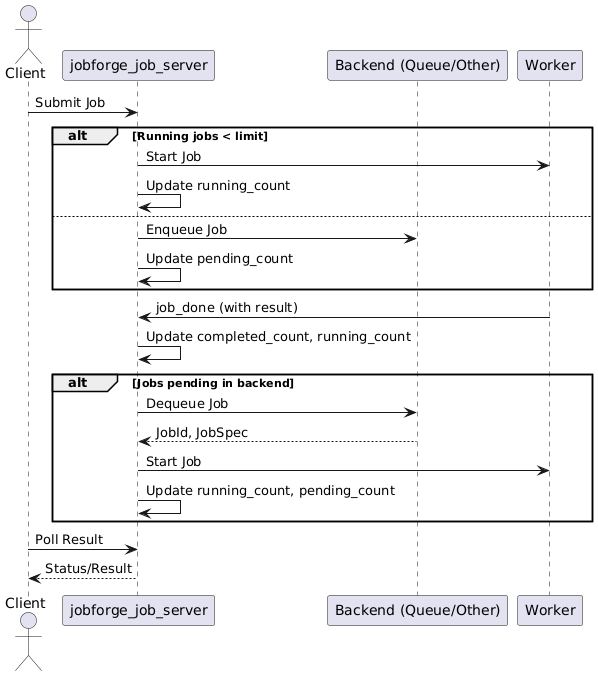 Client
jobforge_job_server
Backend (Queue/Other)
Worker
Submit Job
alt
[Running jobs < limit]
Start Job
Update running_count
Enqueue Job
Update pending_count
job_done (with result)
Update completed_count, running_count
alt
[Jobs pending in backend]
Dequeue Job
JobId, JobSpec
Start Job
Update running_count, pending_count
Poll Result
Status/Result
Client
jobforge_job_server
Backend (Queue/Other)
Worker